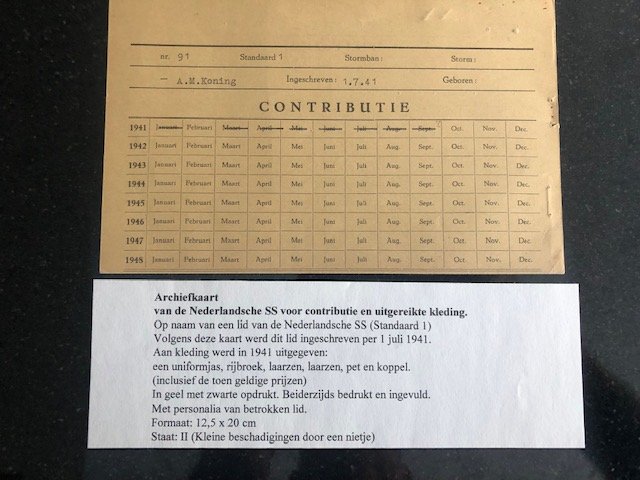 nr. 91 Standaard 1 Stormban: Storm:
— A.M.Koning Ingeschreven: 1.7.41 Geboren:
CONTRIBUTIE
1941 Januari Februari Maart April Mei Juni Juli Aug. Sept. Oct. Nov. Dec.
1942 Januari Februari Maart April Mei Juni Juli Aug. Sept. Oct. Nov. Dec.
1943 Januari Februari Maart April Mei Juni Juli Aug. Sept. Oct. Nov. Dec.
1944 Januari Februari Maart April Mei Juni Juli Aug. Sept. Oct. Nov. Dec.
1945 Januari Februari Maart April Mei Juni Juli Aug. Sept. Oct. Nov. Dec.
1946 Januari Februari Maart April Mei Juni Juli Aug. Sept. Oct. Nov. Dec.
1947 Januari Februari Maart April Mei Juni Juli Aug. Sept. Oct. Nov. Dec.
1948 Januari Februari Maart April Mei Juni Juli Aug. Sept. Oct. Nov. Dec.
Archiefkaart
van de Nederlandsche SS voor contributie en uitgereikte kleding.
Op naam van een lid van de Nederlandsche SS (Standaard 1)
Volgens deze kaart werd dit lid ingeschreven per 1 juli 1941.
Aan kleding werd in 1941 uitgegeven:
een uniformjas, rijbroek, laarzen, laarzen, pet en koppel.
(inclusief de toen geldige prijzen)
In geel met zwarte opdrukt. Beiderzijds bedrukt en ingevuld.
Met personalia van betrokken lid.
Formaat: 12,5 x 20 cm
Staat: II (Kleine beschadigingen door een nietje)